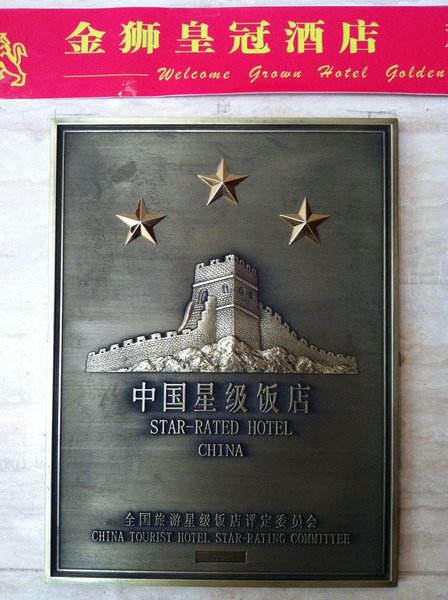 金狮皇冠酒店
Welcome Grown Hotel Golden
中国星级饭店
STAR-RATED HOTEL
CHINA
全国旅游星级饭店评定委员会
CHINA TOURIST HOTEL STAR-RATING COMMITTEE